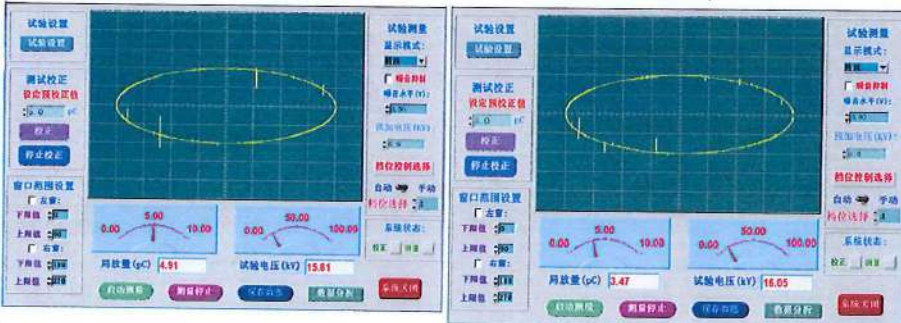 试验设置
试验设置
测试校正
设定预校正值
5.0 pC
校正
停止校正
窗口范围设置
左窗:
下限值
上限值
右窗:
下限值
上限值
0.00 5.00 10.00
局放量(pC) 4.91
0.00 50.00 100.00
试验电压(kV) 15.81
启动测量 测量停止 保存数据 数据分析 系统关闭
试验测量
显示模式:
椭圆
噪音抑制
噪音水平(V):
档位控制选择
自动 手动
档位选择 4
系统状态:
校正 测量
试验设置
试验设置
测试校正
设定预校正值
5.0 pC
校正
停止校正
窗口范围设置
左窗:
下限值
上限值
右窗:
下限值
上限值
0.00 5.00 10.00
局放量(pC) 3.47
0.00 50.00 100.00
试验电压(kV) 16.05
启动测量 测量停止 保存数据 数据分析 系统关闭
试验测量
显示模式:
椭圆
噪音抑制
噪音水平(V):
档位控制选择
自动 手动
档位选择 4
系统状态:
校正 测量